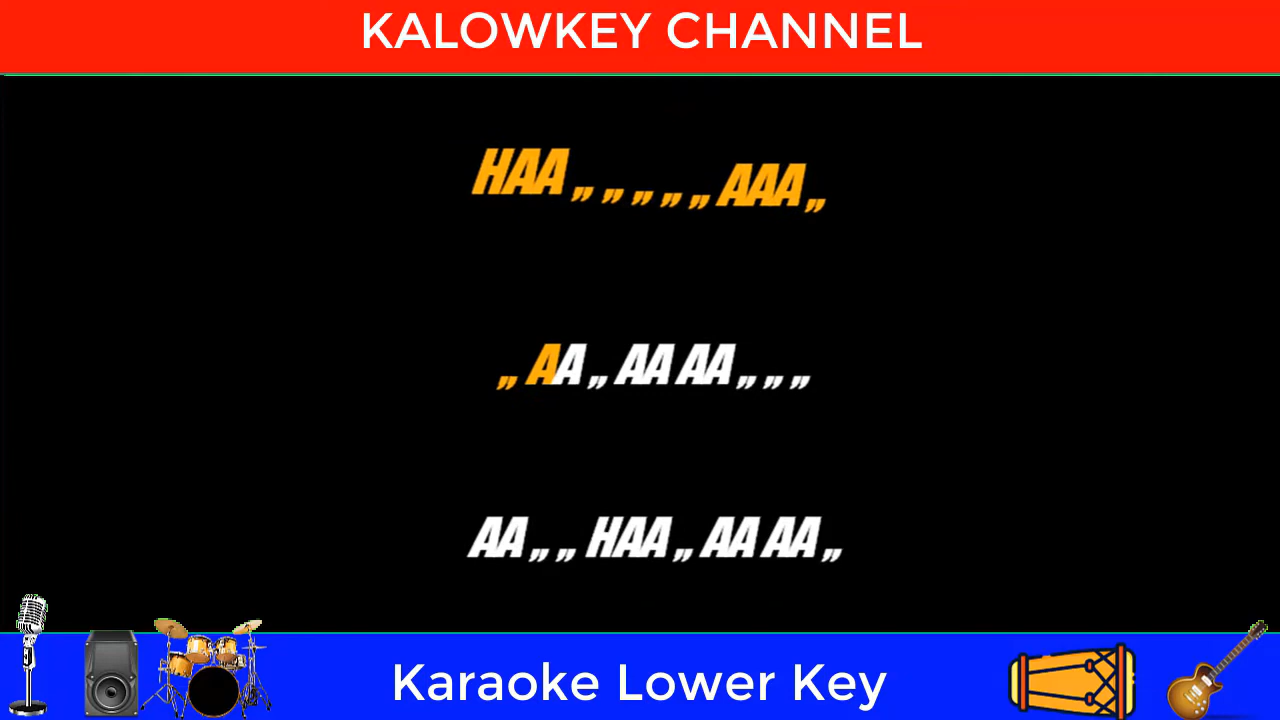 KALOWKEY CHANNEL
HAA ,, ,, ,, ,, ,, AAA ,,
,, AA ,, AA AA ,, ,, ,,
AA ,, ,, HAA ,, AA AA ,,
Karaoke Lower Key